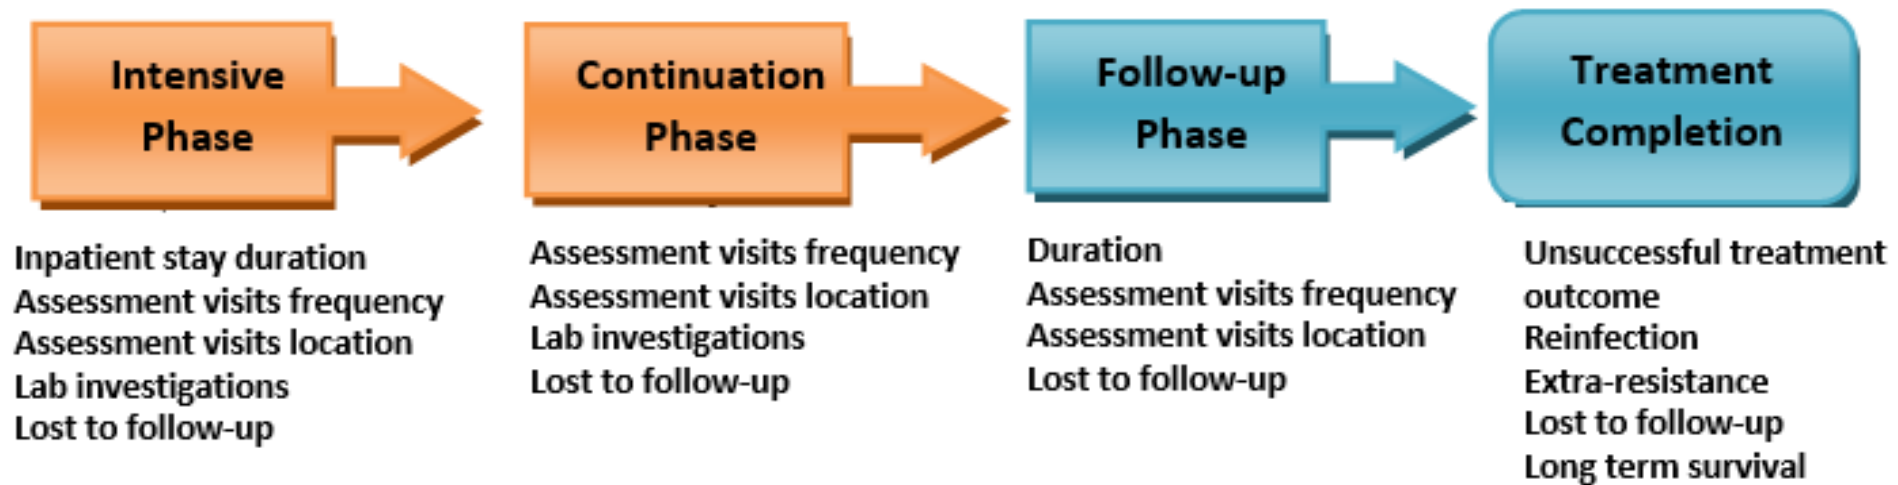 Intensive
Phase
Inpatient stay duration
Assessment visits frequency
Assessment visits location
Lab investigations
Lost to follow-up
Continuation
Phase
Assessment visits frequency
Assessment visits location
Lab investigations
Lost to follow-up
Follow-up
Phase
Duration
Assessment visits frequency
Assessment visits location
Lost to follow-up
Treatment
Completion
Unsuccessful treatment
outcome
Reinfection
Extra-resistance
Lost to follow-up
Long term survival